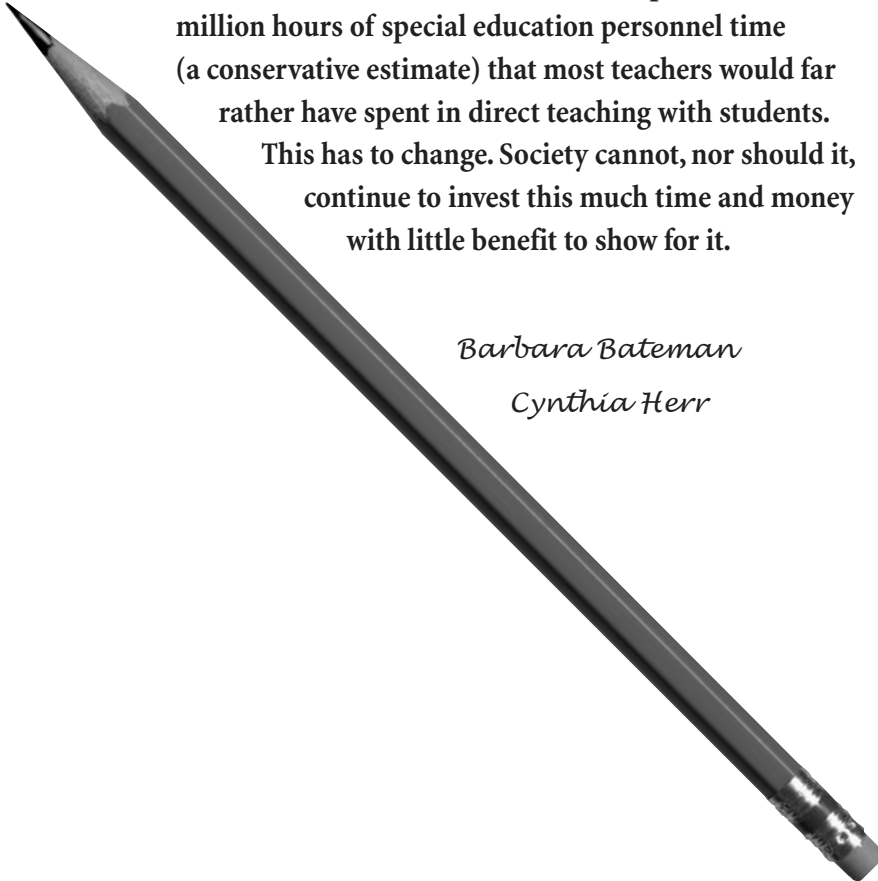 million hours of special education personnel time
(a conservative estimate) that most teachers would far
rather have spent in direct teaching with students.
This has to change. Society cannot, nor should it,
continue to invest this much time and money
with little benefit to show for it.
Barbara Bateman
Cynthia Herr